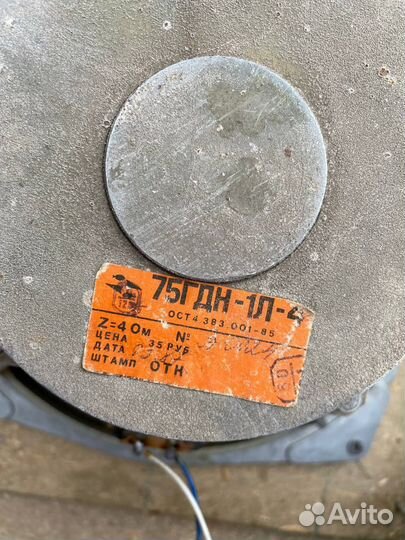 75ГДН-1Л-4
ОСТ4.383.001-85
Z=4 Ом №
ЦЕНА 35 РУБ
ДАТА
ШТАМП ОТК
Avito